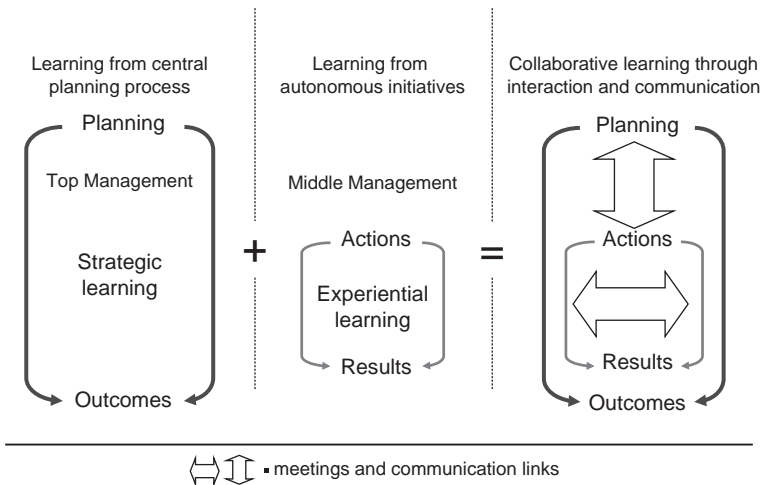 Learning from central
planning process
Planning
Top Management
Strategic
learning
Outcomes
+
Learning from
autonomous initiatives
Middle Management
Actions
Experiential
learning
Results
=
Collaborative learning through
interaction and communication
Planning
Actions
Results
Outcomes
▪ meetings and communication links